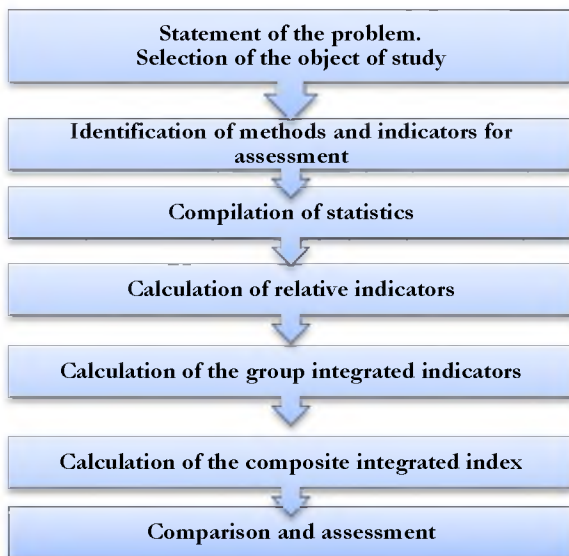 Statement of the problem.
Selection of the object of study
Identification of methods and indicators for
assessment
Compilation of statistics
Calculation of relative indicators
Calculation of the group integrated indicators
Calculation of the composite integrated index
Comparison and assessment